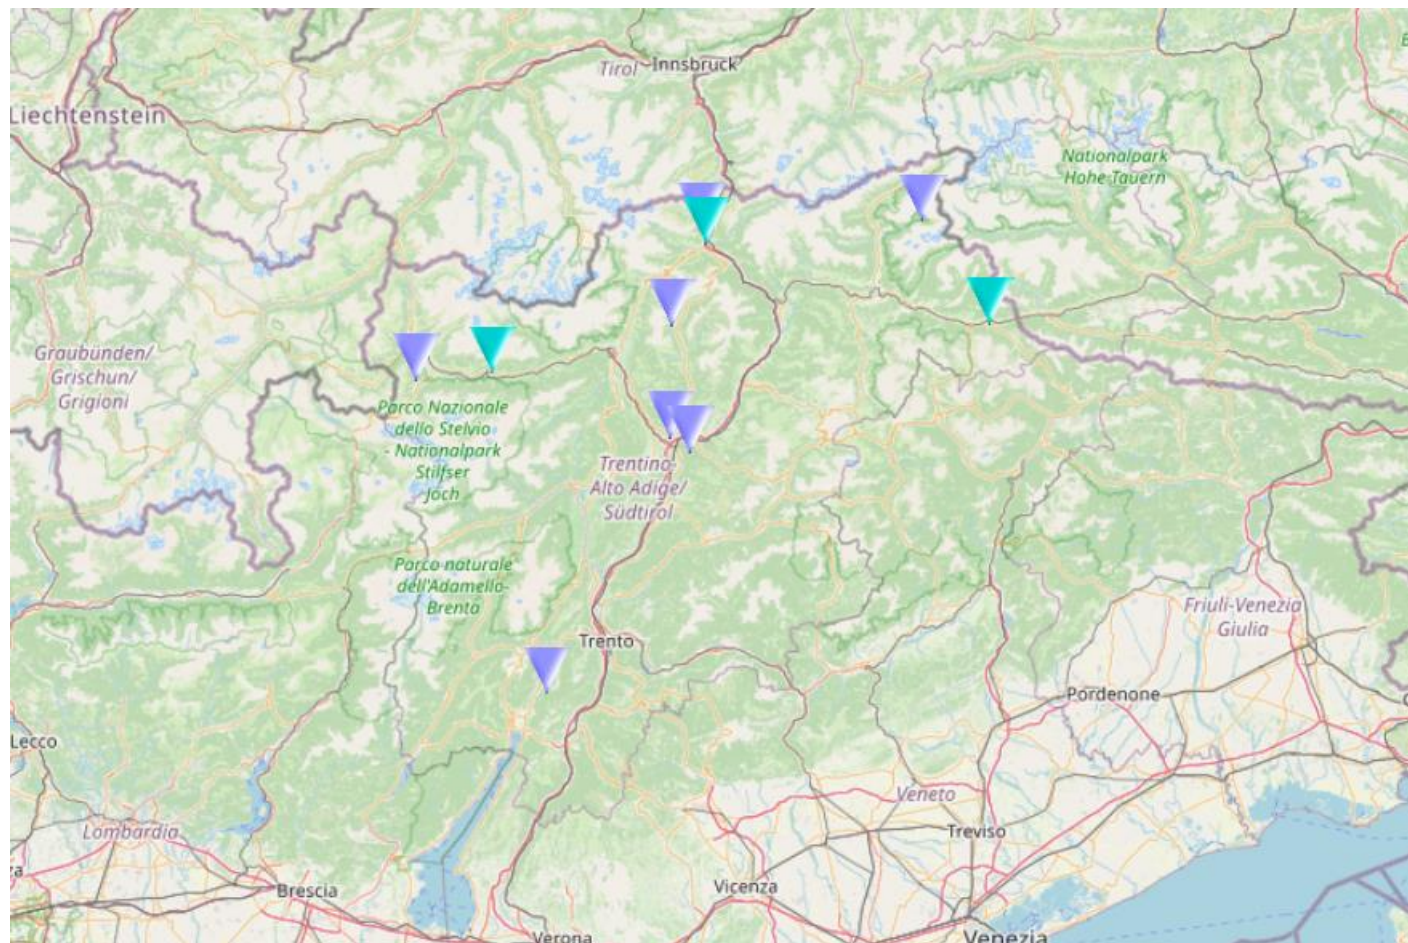 Tirol
Innsbruck
Liechtenstein
Nationalpark
Hohe Tauern
Graubünden/
Grischun/
Grigioni
Parco Nazionale
dello Stelvio
- Nationalpark
Stilfser
Joch
Trentino-
Alto Adige/
Südtirol
Parco naturale
dell'Adamello-
Brenta
Friuli-Venezia
Giulia
Trento
Pordenone
Lecco
Veneto
Lombardia
Treviso
Brescia
Vicenza
Verona
Venezia